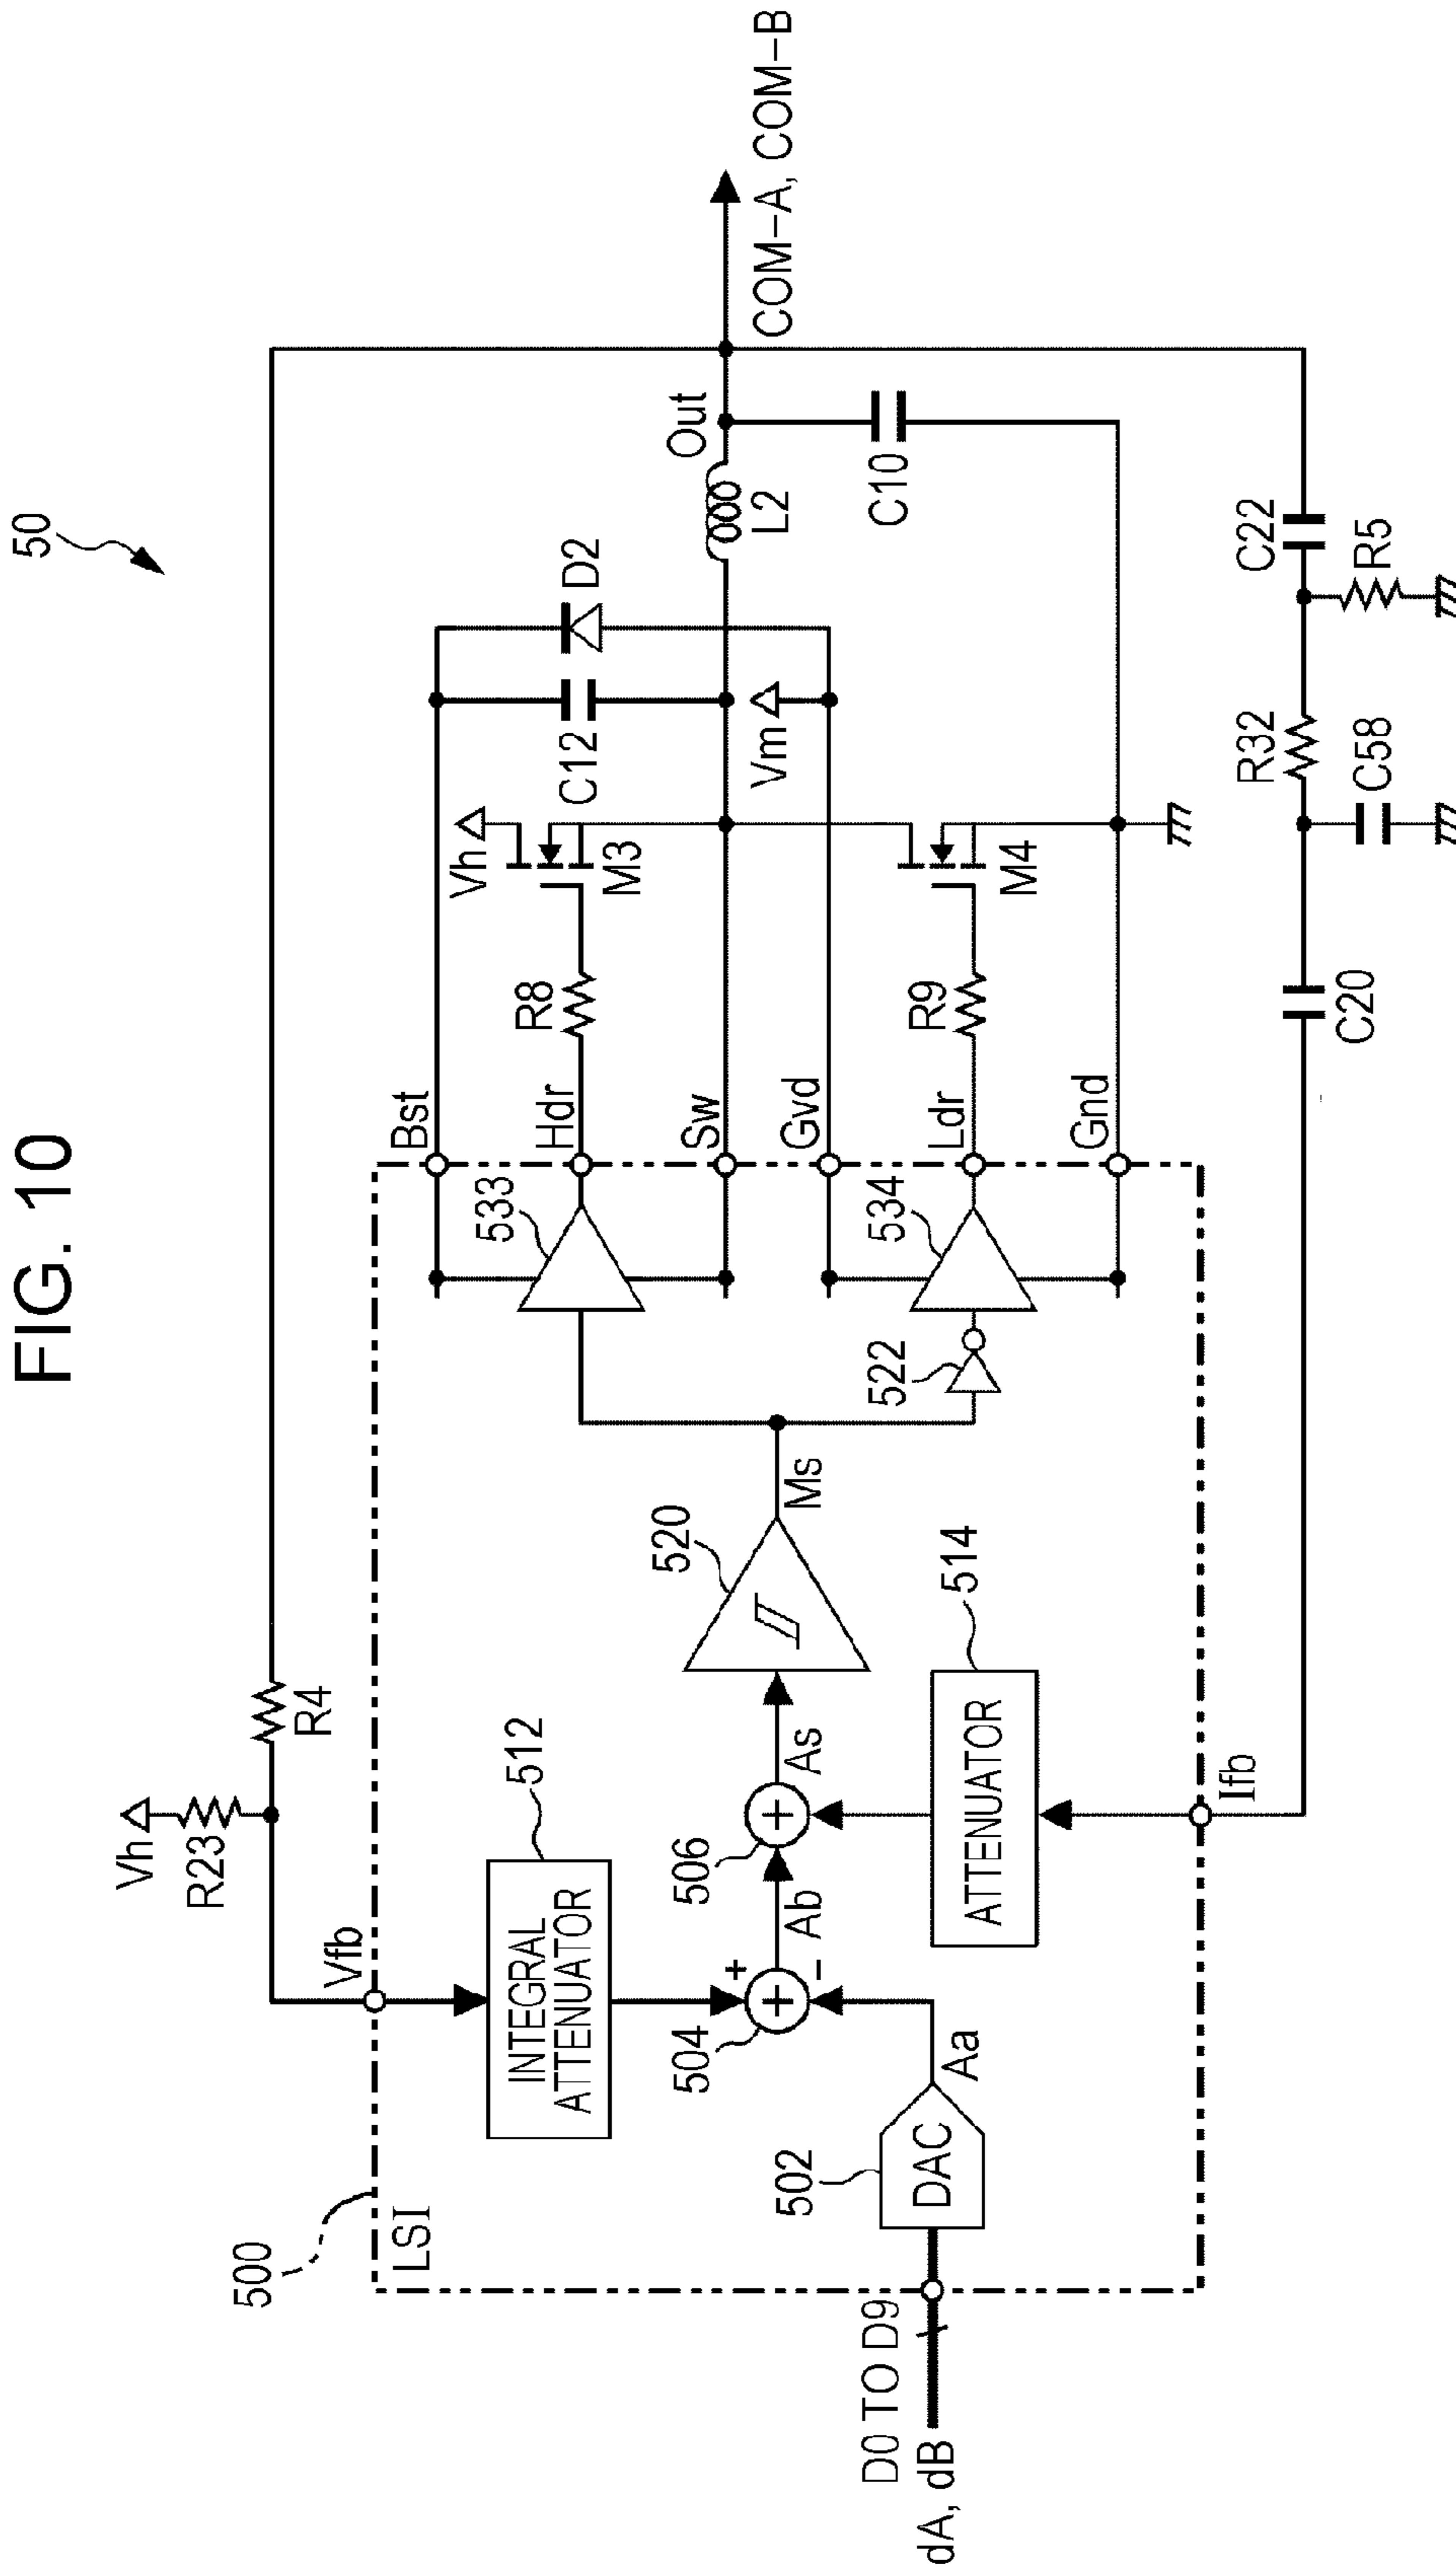 FIG. 10
50
500
LSI
Vh
R23
R4
Vfb
INTEGRAL
ATTENUATOR
512
504
+
+
−
Ab
506
+
As
520
Ms
D0 TO D9
dA, dB
502
DAC
Aa
ATTENUATOR
514
Ifb
522
533
534
Bst
Hdr
Sw
Gvd
Ldr
Gnd
R8
R9
Vh
M3
M4
C12
D2
Vm
L2
Out
C10
COM−A, COM−B
C20
R32
C58
C22
R5